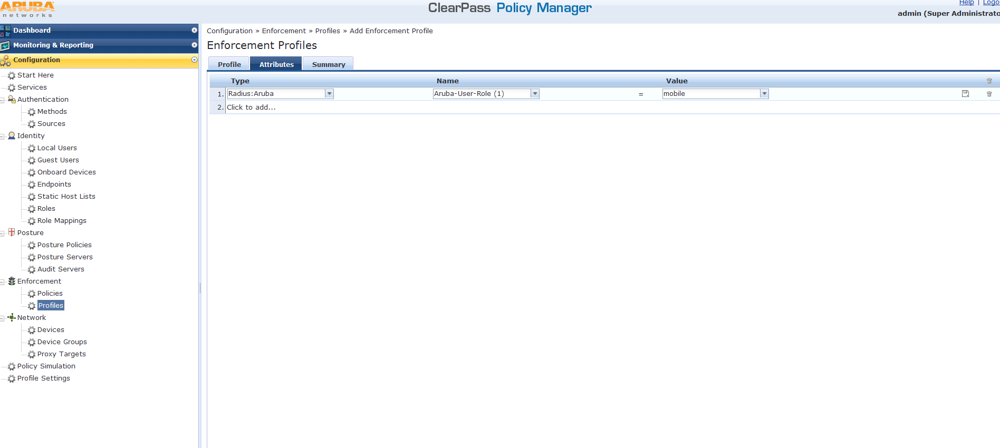 ARUBA
networks
ClearPass Policy Manager
Help | Logo
admin (Super Administrato
Dashboard
Monitoring & Reporting
Configuration
Start Here
Services
Authentication
Methods
Sources
Identity
Local Users
Guest Users
Onboard Devices
Endpoints
Static Host Lists
Roles
Role Mappings
Posture
Posture Policies
Posture Servers
Audit Servers
Enforcement
Policies
Profiles
Network
Devices
Device Groups
Proxy Targets
Policy Simulation
Profile Settings
Configuration » Enforcement » Profiles » Add Enforcement Profile
Enforcement Profiles
Profile Attributes Summary
Type Name Value
1. Radius:Aruba Aruba-User-Role (1) = mobile
2. Click to add...